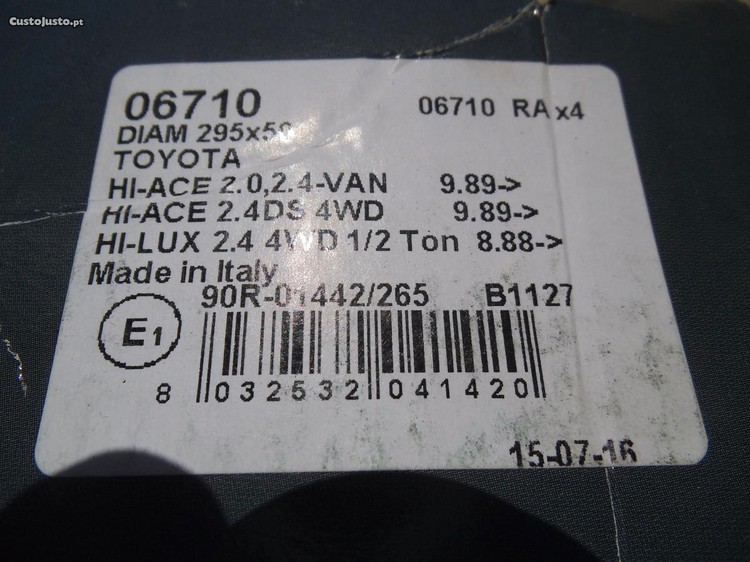 CustoJusto.pt
06710
06710 RA x4
DIAM
TOYOTA
HI-ACE 2.0,2.4-VAN 9.89->
HI-ACE 2.4DS 4WD 9.89->
HI-LUX 2.4 4WD 1/2 Ton 8.88->
Made in Italy
90R-01442/265 B1127
E1
8 032532 041420
15-07-16